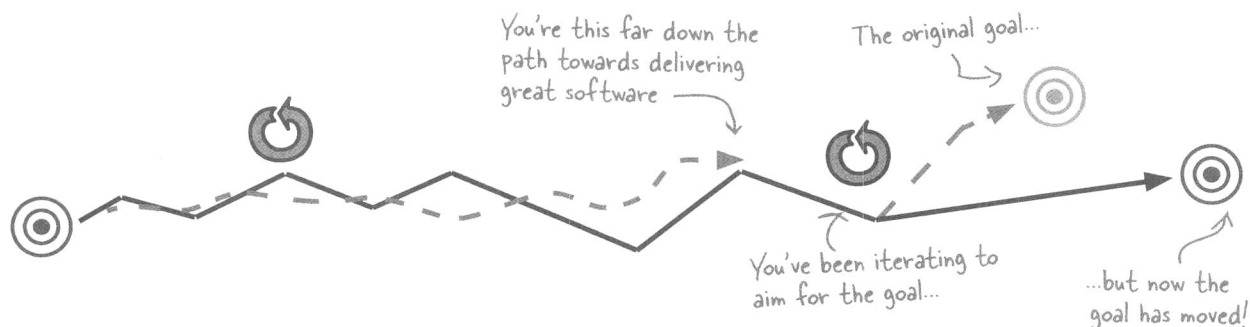 You're this far down the
path towards delivering
great software
The original goal...
You've been iterating to
aim for the goal...
...but now the
goal has moved!